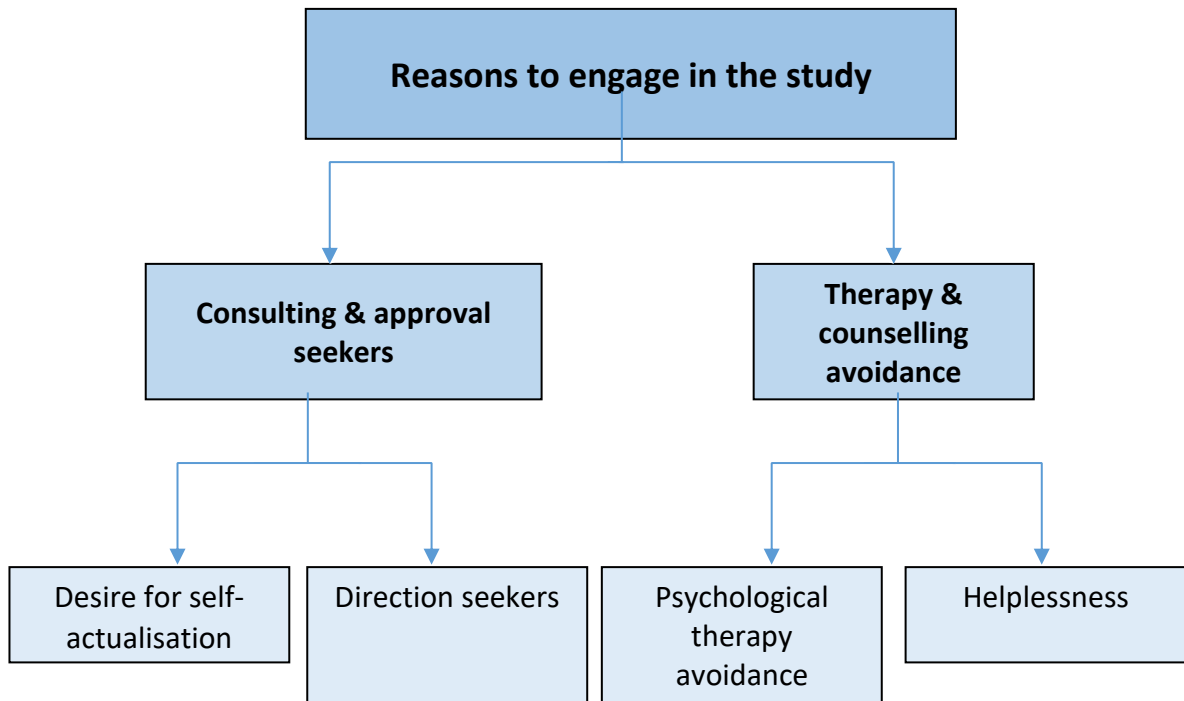 Reasons to engage in the study
Consulting & approval
seekers
Therapy &
counselling
avoidance
Desire for self-
actualisation
Direction seekers
Psychological
therapy
avoidance
Helplessness